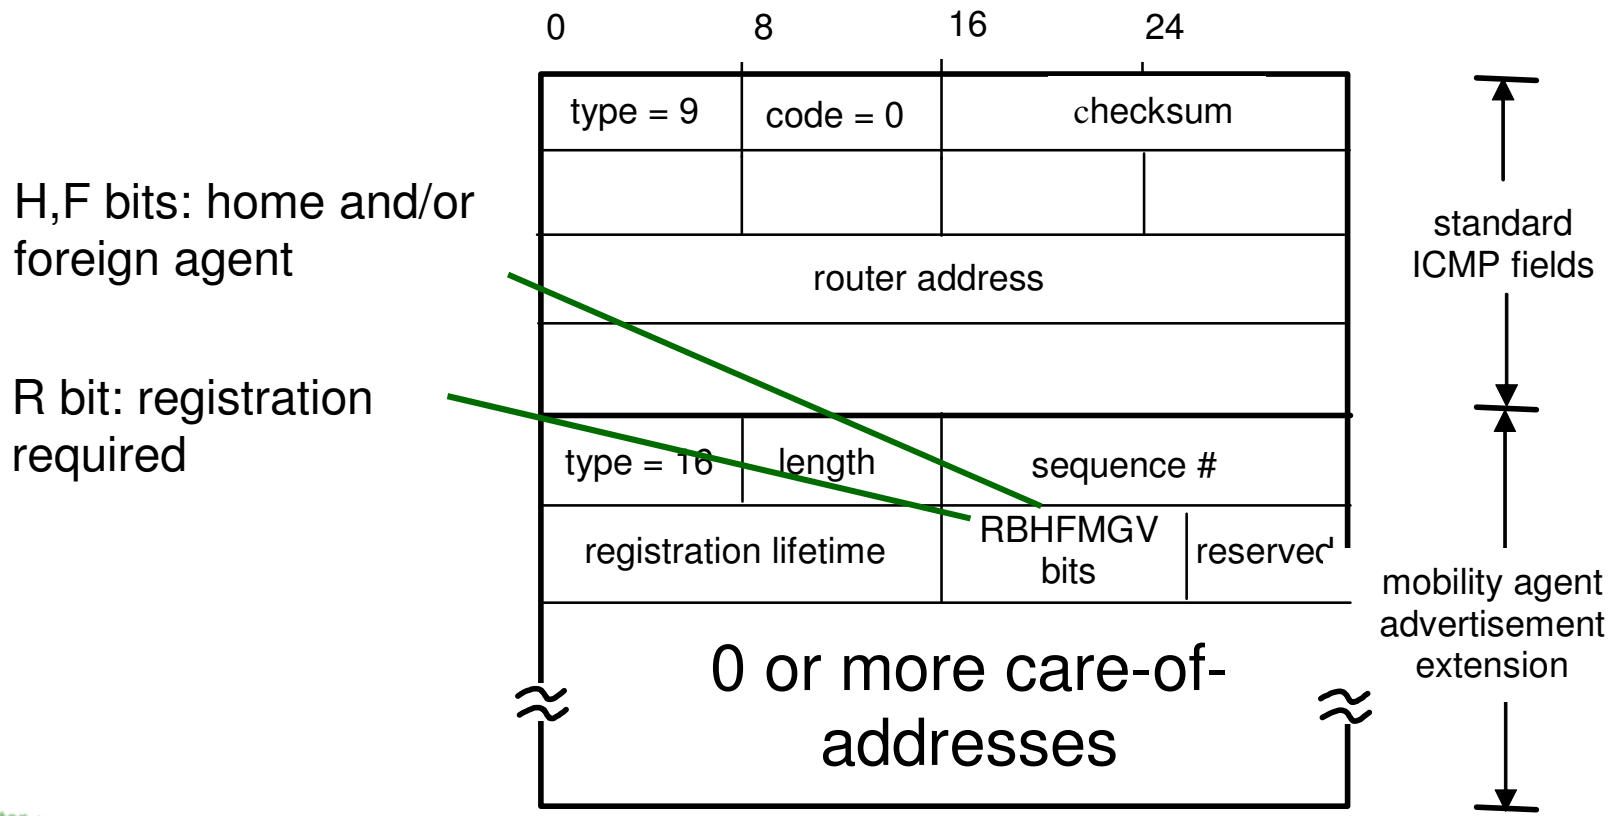 0 8 16 24
type = 9 code = 0 checksum
H,F bits: home and/or
foreign agent
standard
ICMP fields
router address
R bit: registration
required
type = 16 length sequence #
registration lifetime RBHFMGV
bits reserved
mobility agent
advertisement
extension
0 or more care-of-
addresses